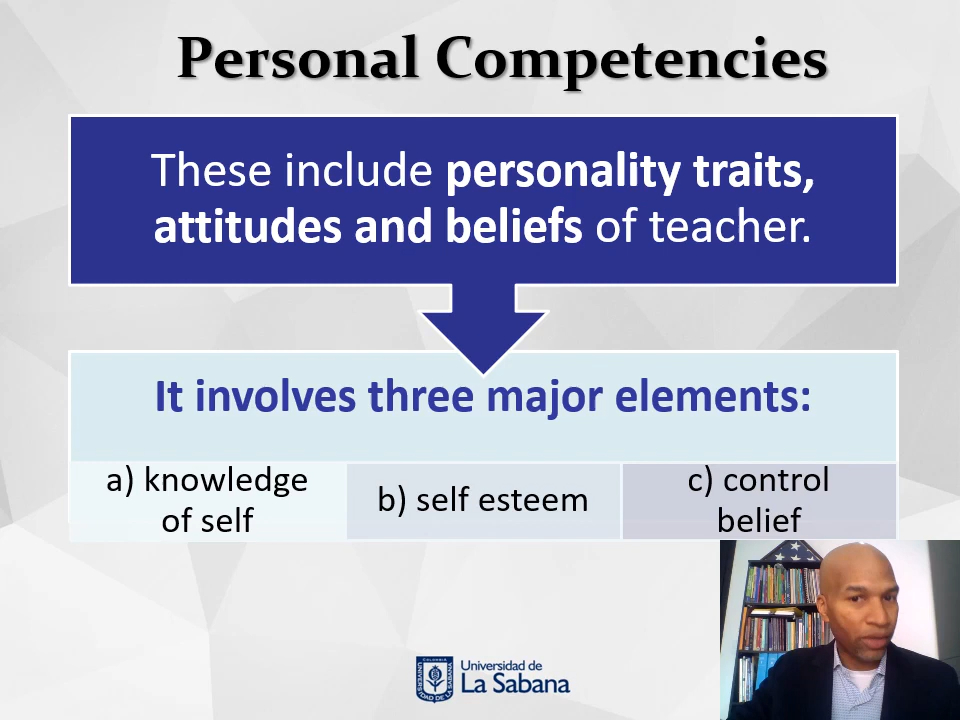 Personal Competencies
These include personality traits,
attitudes and beliefs of teacher.
It involves three major elements:
a) knowledge
of self
b) self esteem
c) control
belief
Universidad de
La Sabana